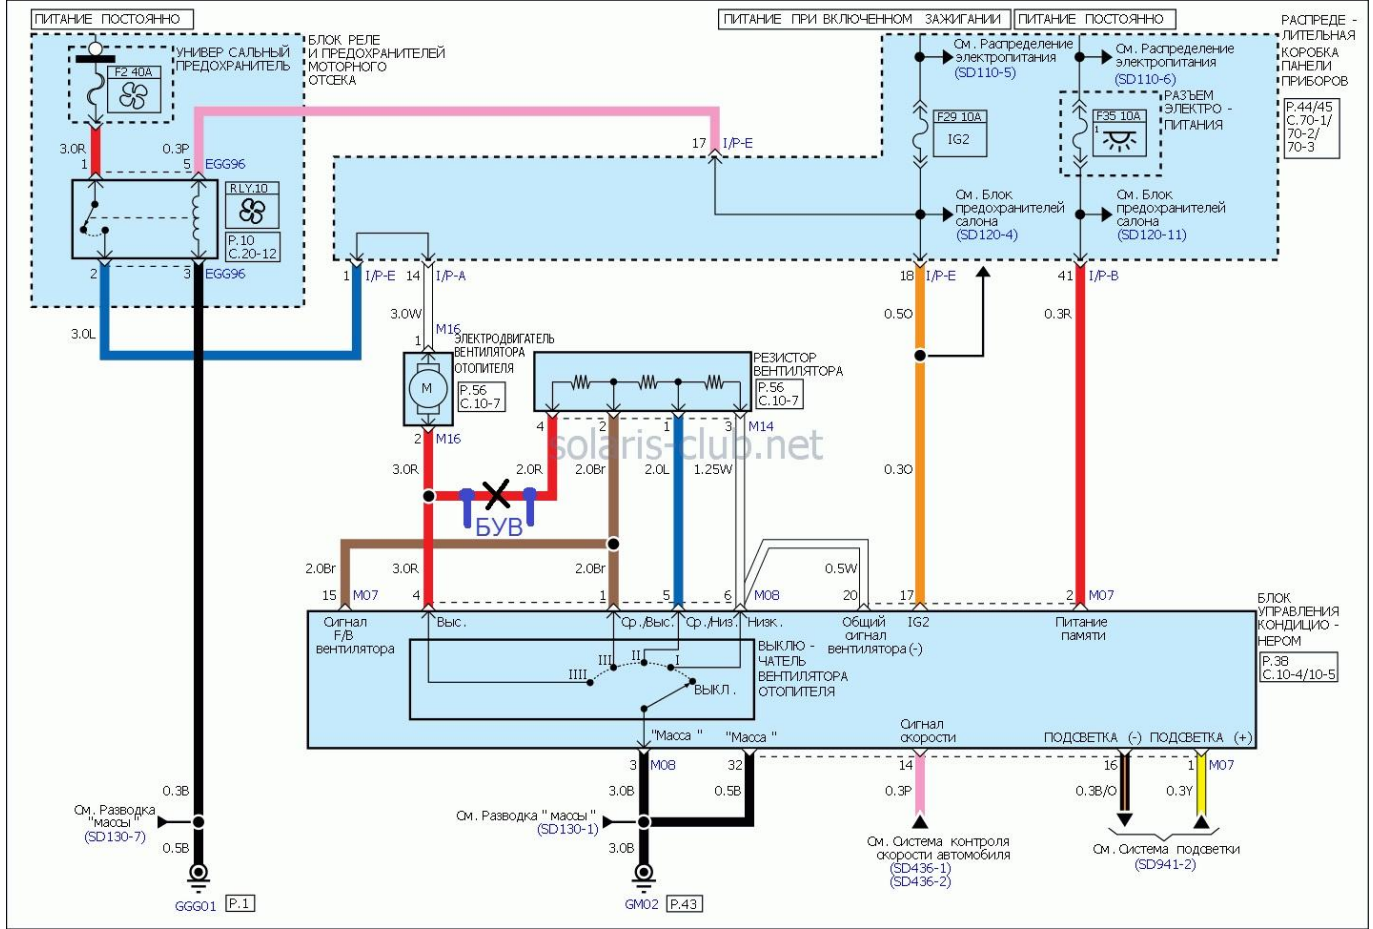 ПИТАНИЕ ПОСТОЯННО
ПИТАНИЕ ПРИ ВКЛЮЧЕННОМ ЗАЖИГАНИИ
ПИТАНИЕ ПОСТОЯННО
РАСПРЕДЕ -
ЛИТЕЛЬНАЯ
КОРОБКА
ПАНЕЛИ
ПРИБОРОВ
P.44/45
C.70-1/
70-2/
70-3
УНИВЕР САЛЬНЫЙ
ПРЕДОХРАНИТЕЛЬ
БЛОК РЕЛЕ
И ПРЕДОХРАНИТЕЛЕЙ
МОТОРНОГО
ОТСЕКА
F2 40A
См. Распределение
электропитания
(SD110-5)
См. Распределение
электропитания
(SD110-6)
РАЗЪЕМ
ЭЛЕКТРО -
ПИТАНИЯ
F29 10A
IG2
F35 10A
1
3.0R
0.3P
1
5
EGG96
17
I/P-E
RLY.10
P.10
C.20-12
См. Блок
предохранителей
салона
(SD120-4)
См. Блок
предохранителей
салона
(SD120-11)
2
3
EGG96
1
I/P-E
14
I/P-A
18
I/P-E
41
I/P-B
3.0L
3.0W
0.5O
0.3R
M16
1
ЭЛЕКТРОДВИГАТЕЛЬ
ВЕНТИЛЯТОРА
ОТОПИТЕЛЯ
M
P.56
C.10-7
РЕЗИСТОР
ВЕНТИЛЯТОРА
P.56
C.10-7
2
M16
4
2
1
3
M14
solaris-club.net
3.0R
2.0R
2.0Br
2.0L
1.25W
0.3O
БУВ
2.0Br
3.0R
2.0Br
0.5W
15
M07
4
1
5
6
M08
20
17
2
M07
БЛОК
УПРАВЛЕНИЯ
КОНДИЦИО -
НЕРОМ
P.38
C.10-4/10-5
Сигнал
F/B
вентилятора
Выс.
Ср./Выс.
Ср./Низ.
Низк.
Общий
сигнал
вентилятора (-)
IG2
Питание
памяти
IIII
III
II
I
ВЫКЛ.
ВЫКЛЮ -
ЧАТЕЛЬ
ВЕНТИЛЯТОРА
ОТОПИТЕЛЯ
"Масса "
"Масса "
Сигнал
скорости
ПОДСВЕТКА (-)
ПОДСВЕТКА (+)
3
M08
32
14
16
1
M07
0.3B
3.0B
0.5B
0.3P
0.3B/O
0.3Y
См. Разводка
"массы"
(SD130-7)
См. Разводка "массы"
(SD130-1)
0.5B
3.0B
См. Система контроля
скорости автомобиля
(SD436-1)
(SD436-2)
См. Система подсветки
(SD941-2)
GGG01
P.1
GM02
P.43